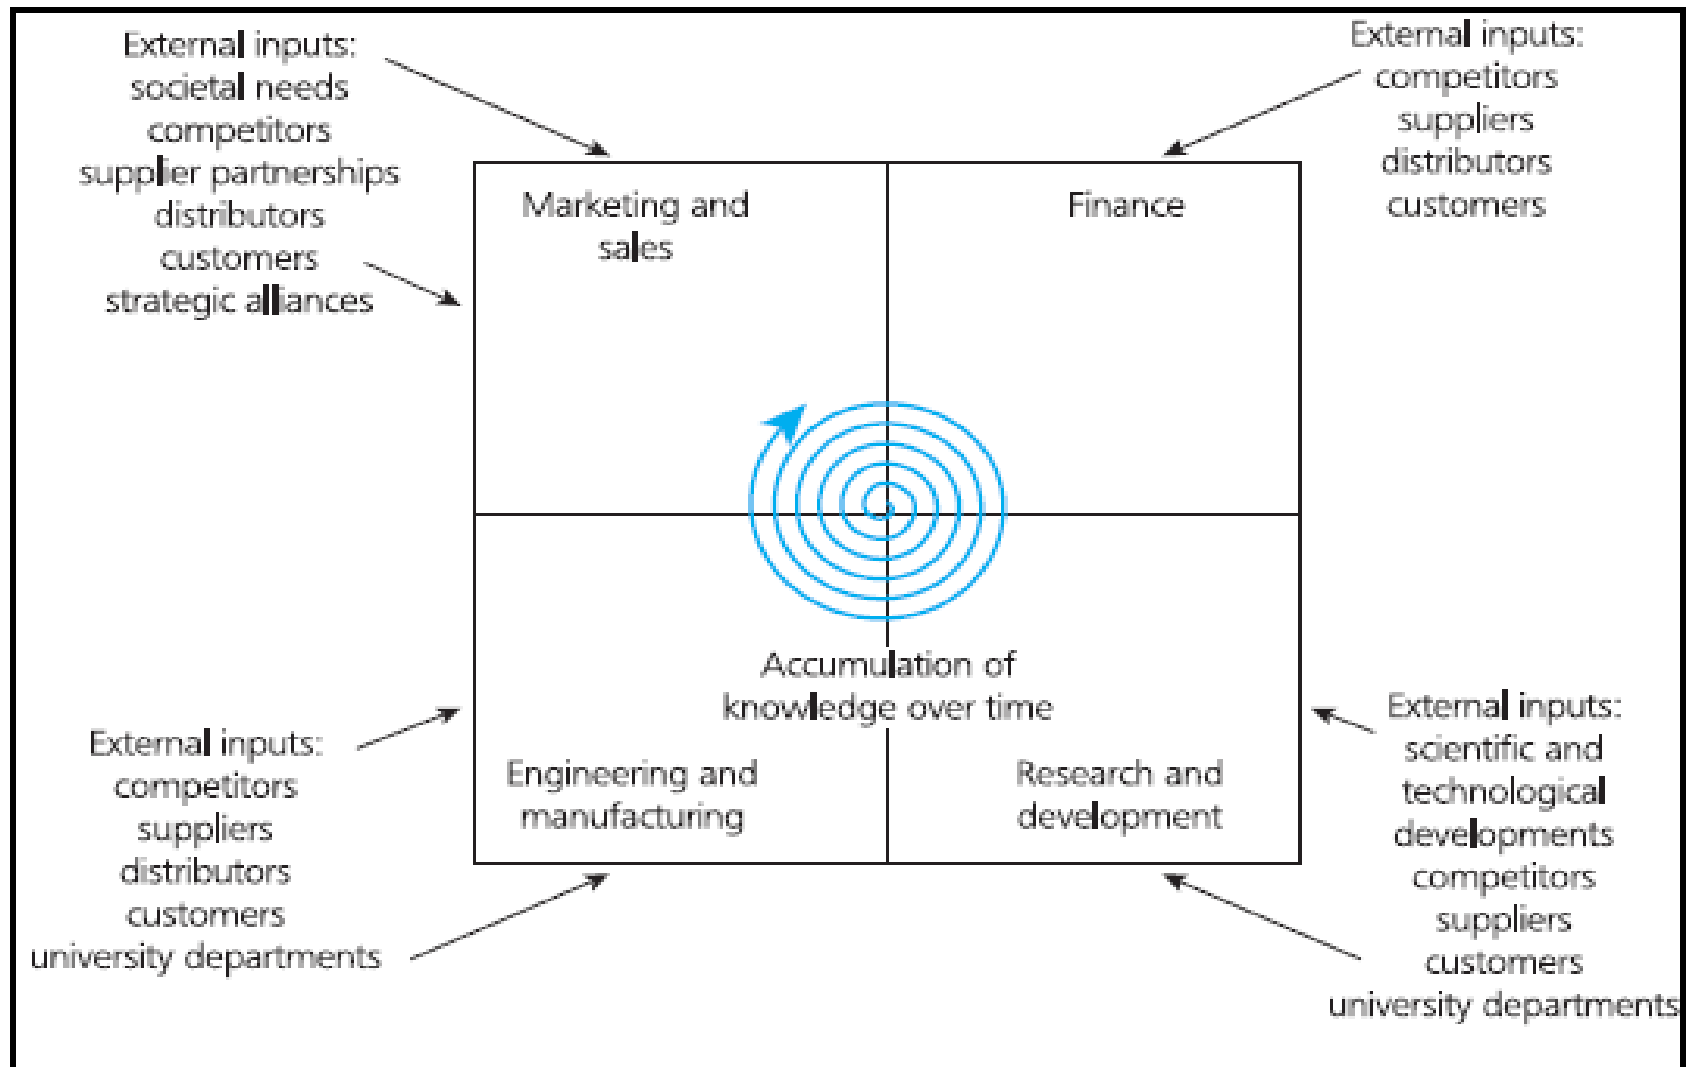 External inputs:
societal needs
competitors
supplier partnerships
distributors
customers
strategic alliances
External inputs:
competitors
suppliers
distributors
customers
Marketing and
sales
Finance
Accumulation of
knowledge over time
Engineering and
manufacturing
Research and
development
External inputs:
competitors
suppliers
distributors
customers
university departments
External inputs:
scientific and
technological
developments
competitors
suppliers
customers
university departments